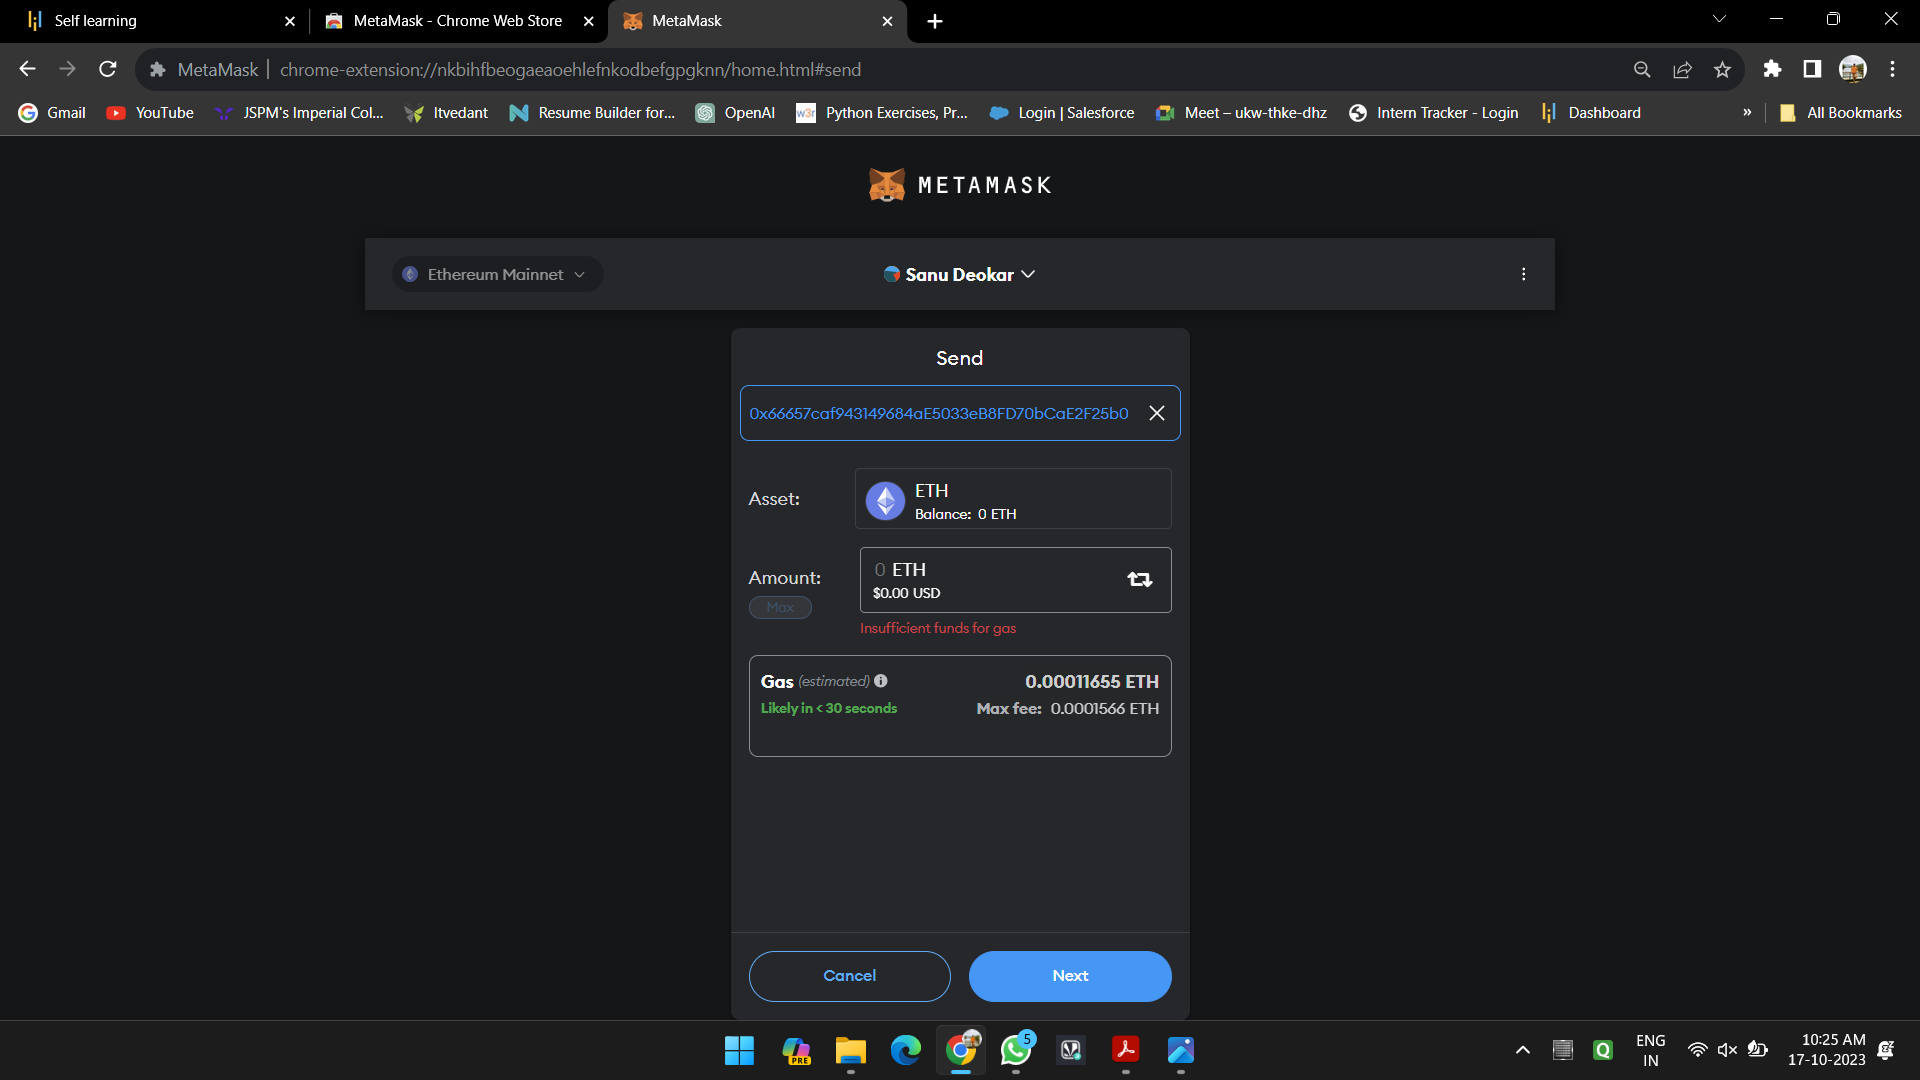 Self learning
MetaMask - Chrome Web Store
MetaMask
MetaMask | chrome-extension://nkbihfbeogaeaoehlefnkodbefgpgknn/home.html#send
Gmail YouTube JSPM's Imperial Col... Itvedant Resume Builder for... OpenAI w3r Python Exercises, Pr... Login | Salesforce Meet – ukw-thke-dhz Intern Tracker - Login Dashboard » All Bookmarks
METAMASK
Ethereum Mainnet
Sanu Deokar
Send
0x66657caf943149684aE5033eB8FD70bCaE2F25b0
Asset:
ETH
Balance: 0 ETH
Amount:
Max
0 ETH
$0.00 USD
Insufficient funds for gas
Gas (estimated) 0.00011655 ETH
Likely in < 30 seconds Max fee: 0.0001566 ETH
Cancel
Next
PRE
5
ENG
IN
10:25 AM
17-10-2023